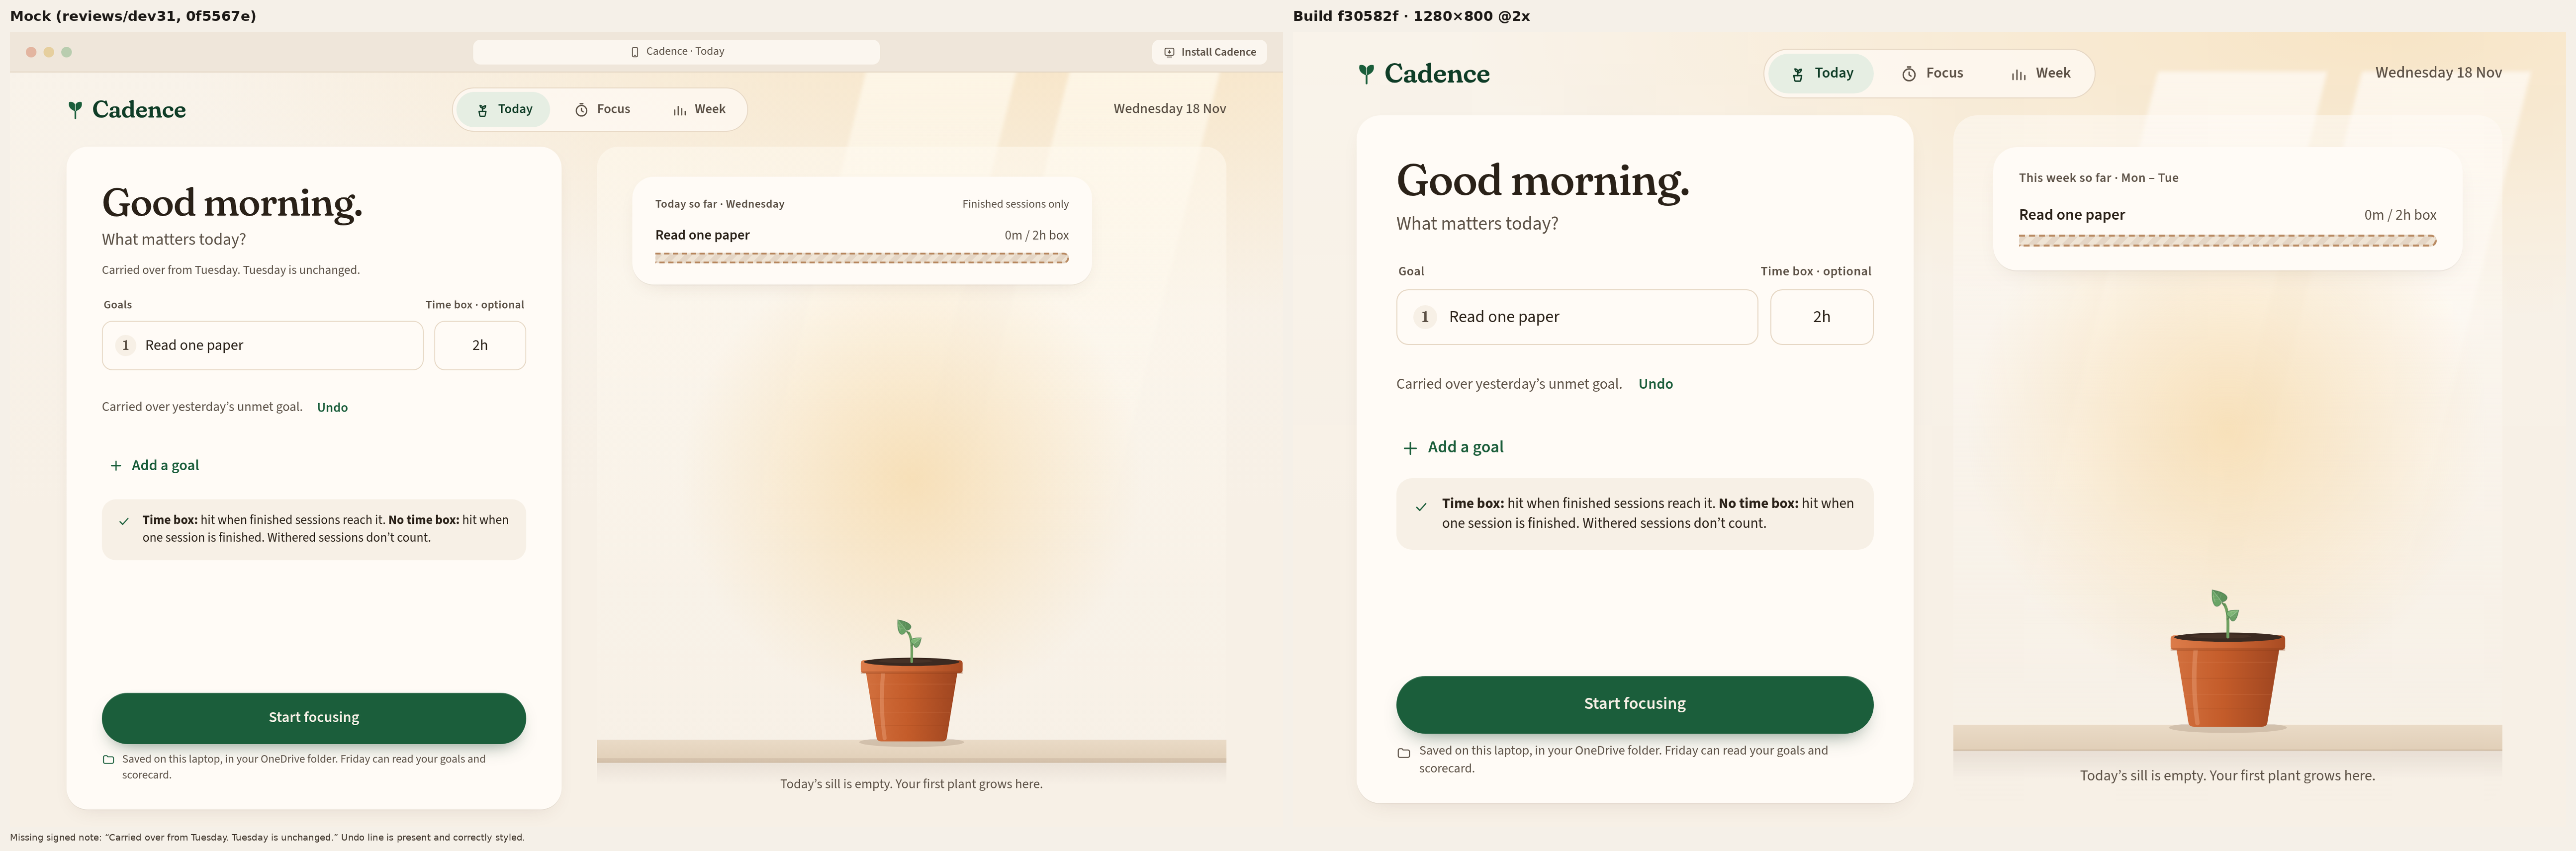 Mock (reviews/dev31, 0f5567e)
Cadence · Today
Install Cadence
Cadence
Today
Focus
Week
Wednesday 18 Nov
Good morning.
What matters today?
Carried over from Tuesday. Tuesday is unchanged.
Goals
Time box · optional
1 Read one paper
2h
Carried over yesterday’s unmet goal. Undo
+ Add a goal
Time box: hit when finished sessions reach it. No time box: hit when
one session is finished. Withered sessions don’t count.
Start focusing
Saved on this laptop, in your OneDrive folder. Friday can read your goals and
scorecard.
Today so far · Wednesday
Finished sessions only
Read one paper
0m / 2h box
Today’s sill is empty. Your first plant grows here.
Missing signed note: “Carried over from Tuesday. Tuesday is unchanged.” Undo line is present and correctly styled.
Build f30582f · 1280×800 @2x
Cadence
Today
Focus
Week
Wednesday 18 Nov
Good morning.
What matters today?
Goal
Time box · optional
1 Read one paper
2h
Carried over yesterday’s unmet goal. Undo
+ Add a goal
Time box: hit when finished sessions reach it. No time box: hit when
one session is finished. Withered sessions don’t count.
Start focusing
Saved on this laptop, in your OneDrive folder. Friday can read your goals and
scorecard.
This week so far · Mon – Tue
Read one paper
0m / 2h box
Today’s sill is empty. Your first plant grows here.